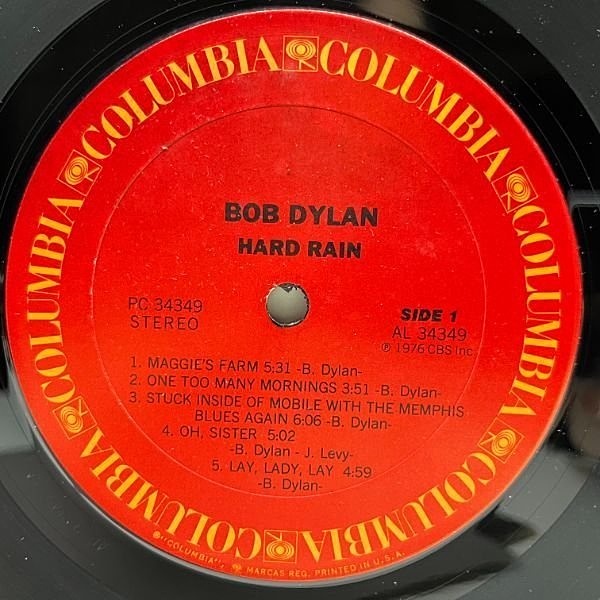 COLUMBIA COLUMBIA COLUMBIA COLUMBIA COLUMBIA COLUMBIA COLUMBIA
BOB DYLAN
HARD RAIN
PC 34349
STEREO
SIDE 1
AL 34349
℗ 1976 CBS Inc.
1. MAGGIE'S FARM 5:31 -B. Dylan-
2. ONE TOO MANY MORNINGS 3:51 -B. Dylan-
3. STUCK INSIDE OF MOBILE WITH THE MEMPHIS
BLUES AGAIN 6:06 -B. Dylan-
4. OH, SISTER 5:02
-B. Dylan - J. Levy-
5. LAY, LADY, LAY 4:59
-B. Dylan-
"COLUMBIA", MARCAS REG. PRINTED IN U.S.A.